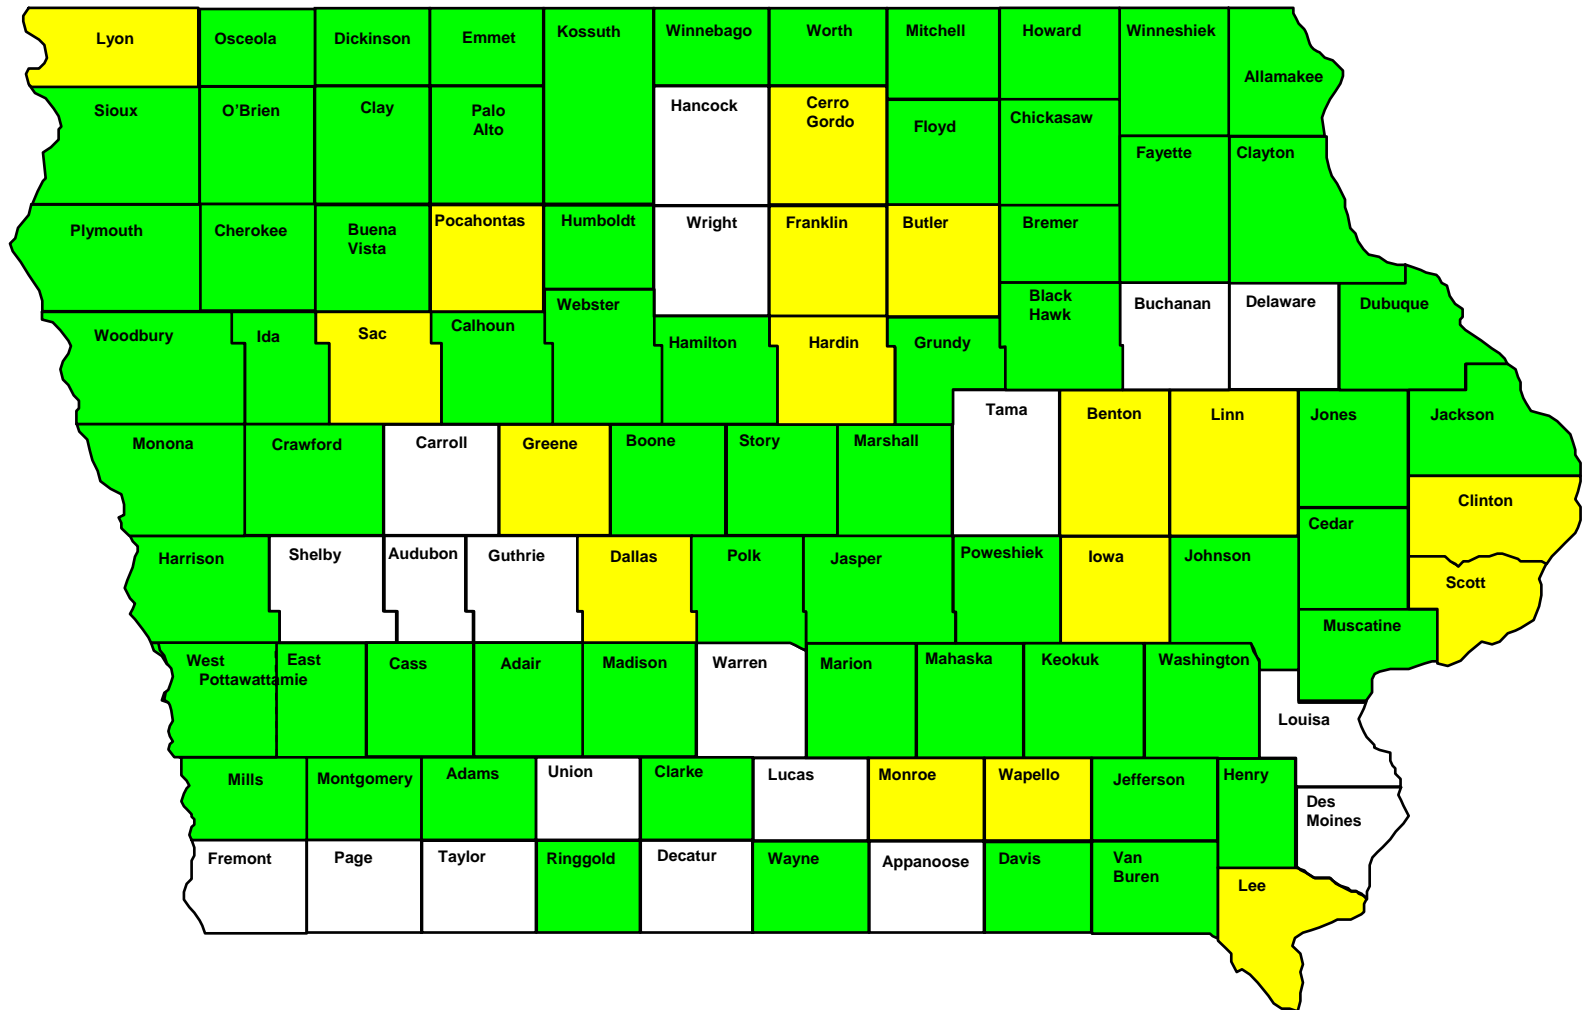 Lyon
Osceola
Dickinson
Emmet
Kossuth
Winnebago
Worth
Mitchell
Howard
Winneshiek
Allamakee
Sioux
O'Brien
Clay
Palo
Alto
Hancock
Cerro
Gordo
Floyd
Chickasaw
Fayette
Clayton
Plymouth
Cherokee
Buena
Vista
Pocahontas
Humboldt
Wright
Franklin
Butler
Bremer
Woodbury
Ida
Sac
Calhoun
Webster
Hamilton
Hardin
Grundy
Black
Hawk
Buchanan
Delaware
Dubuque
Monona
Crawford
Carroll
Greene
Boone
Story
Marshall
Tama
Benton
Linn
Jones
Jackson
Clinton
Cedar
Harrison
Shelby
Audubon
Guthrie
Dallas
Polk
Jasper
Poweshiek
Iowa
Johnson
Scott
Muscatine
West
East
Pottawattamie
Cass
Adair
Madison
Warren
Marion
Mahaska
Keokuk
Washington
Louisa
Mills
Montgomery
Adams
Union
Clarke
Lucas
Monroe
Wapello
Jefferson
Henry
Des
Moines
Fremont
Page
Taylor
Ringgold
Decatur
Wayne
Appanoose
Davis
Van
Buren
Lee